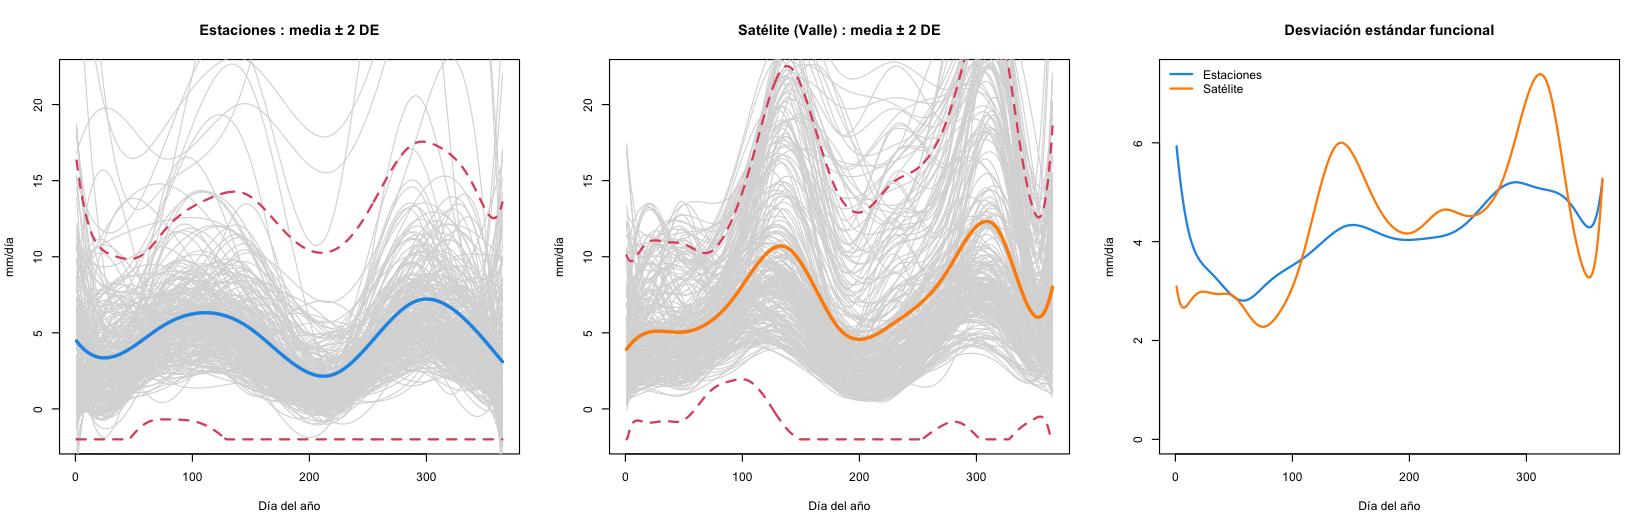 Estaciones : media ± 2 DE
mm/día
0 5 10 15 20
0 100 200 300
Día del año
Satélite (Valle) : media ± 2 DE
mm/día
0 5 10 15 20
0 100 200 300
Día del año
Desviación estándar funcional
Estaciones
Satélite
mm/día
0 2 4 6
0 100 200 300
Día del año